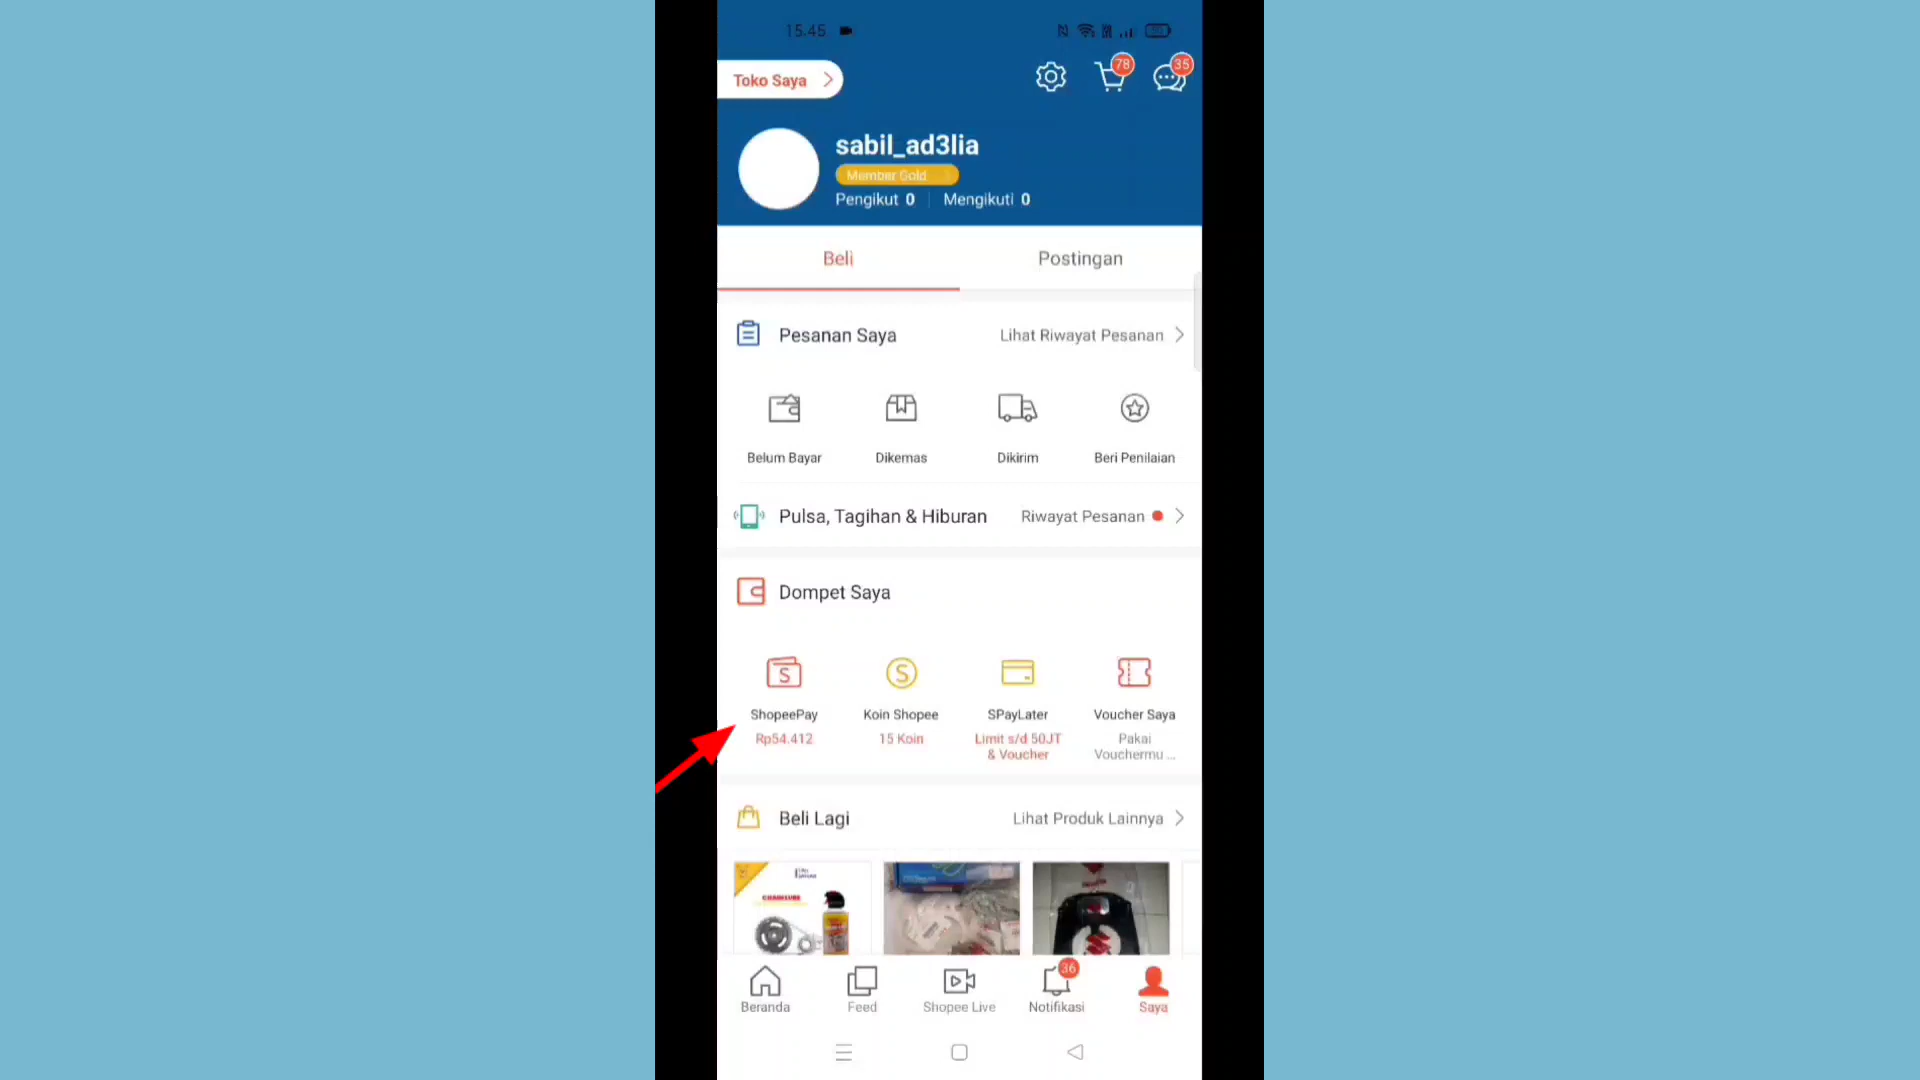 15.45
Toko Saya
78
35
sabil_ad3lia
Member Gold
Pengikut 0 Mengikuti 0
Beli Postingan
Pesanan Saya Lihat Riwayat Pesanan
Belum Bayar Dikemas Dikirim Beri Penilaian
Pulsa, Tagihan & Hiburan Riwayat Pesanan
Dompet Saya
ShopeePay Koin Shopee SPayLater Voucher Saya
Rp54.412 15 Koin Limit s/d 50JT Pakai
& Voucher Vouchermu ...
Beli Lagi Lihat Produk Lainnya
CHAIN LUBE
36
Beranda Feed Shopee Live Notifikasi Saya